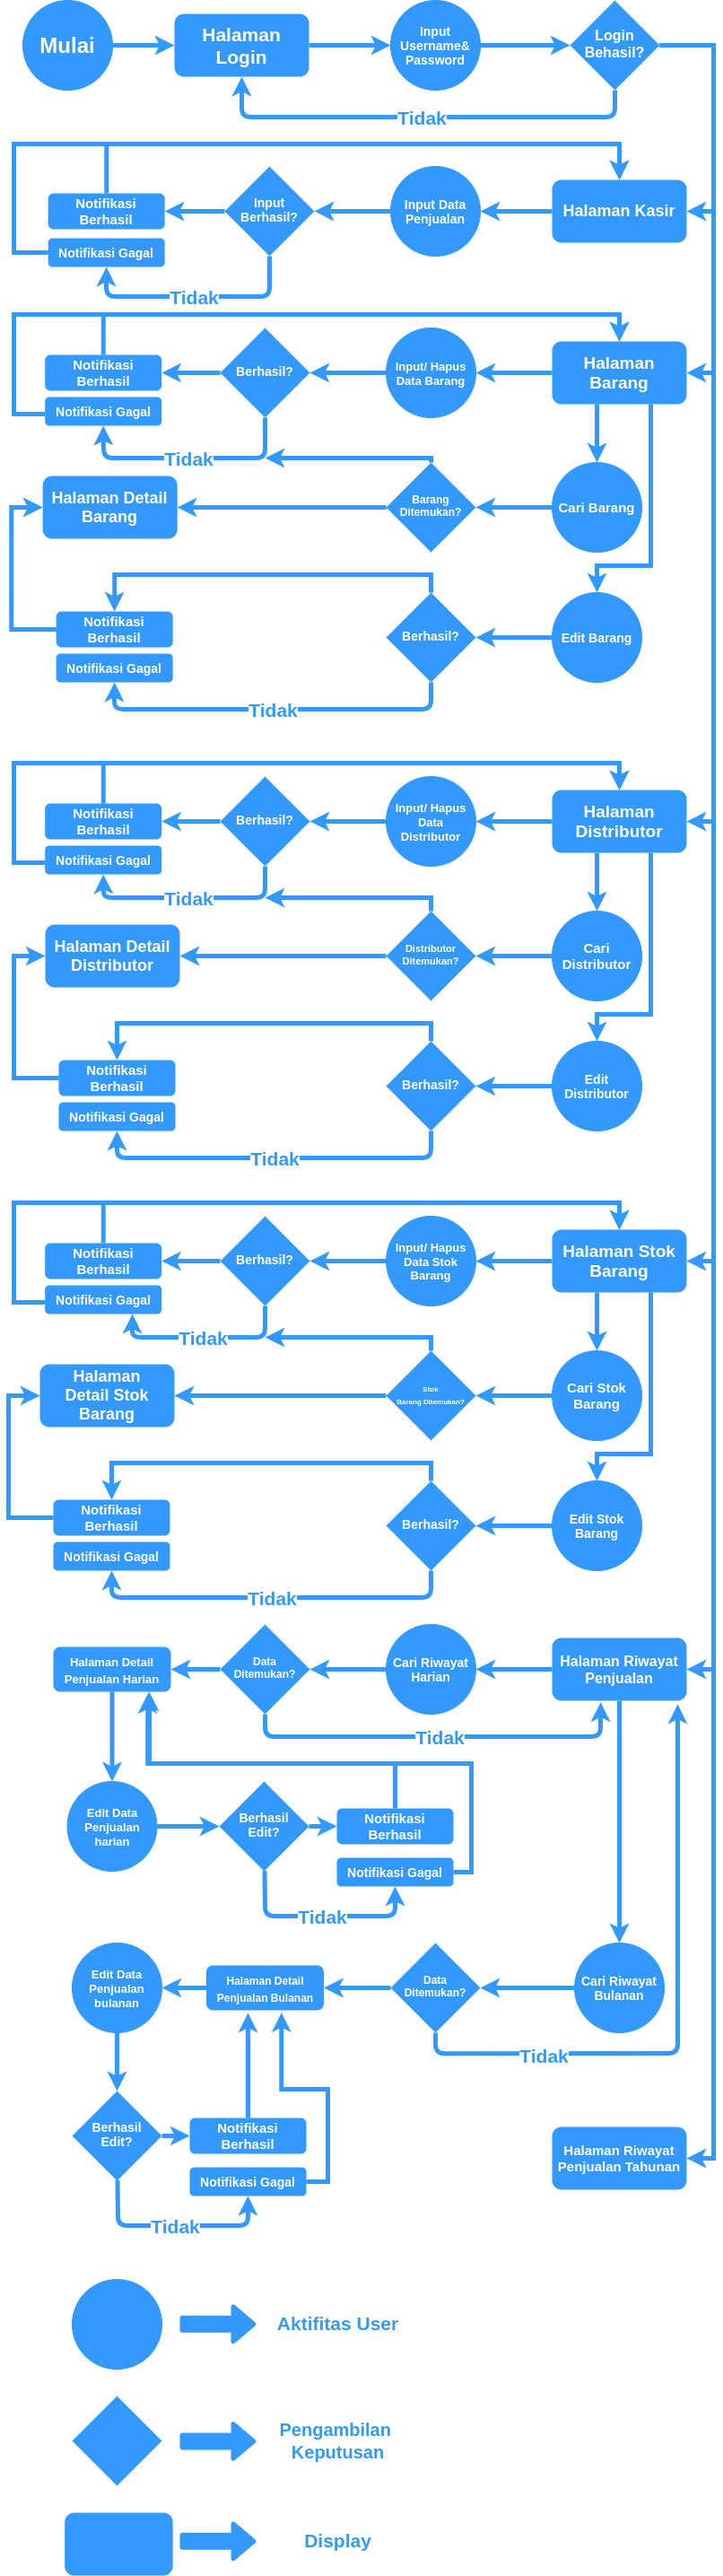 Mulai
Halaman
Login
Input
Username&
Password
Login
Behasil?
Tidak
Notifikasi
Berhasil
Input
Berhasil?
Input Data
Penjualan
Halaman Kasir
Notifikasi Gagal
Tidak
Notifikasi
Berhasil
Berhasil?
Input/ Hapus
Data Barang
Halaman
Barang
Notifikasi Gagal
Tidak
Halaman Detail
Barang
Barang
Ditemukan?
Cari Barang
Notifikasi
Berhasil
Berhasil?
Edit Barang
Notifikasi Gagal
Tidak
Notifikasi
Berhasil
Berhasil?
Input/ Hapus
Data
Distributor
Halaman
Distributor
Notifikasi Gagal
Tidak
Halaman Detail
Distributor
Distributor
Ditemukan?
Cari
Distributor
Notifikasi
Berhasil
Berhasil?
Edit
Distributor
Notifikasi Gagal
Tidak
Notifikasi
Berhasil
Berhasil?
Input/ Hapus
Data Stok
Barang
Halaman Stok
Barang
Notifikasi Gagal
Tidak
Halaman
Detail Stok
Barang
Stok
Barang Ditemukan?
Cari Stok
Barang
Notifikasi
Berhasil
Berhasil?
Edit Stok
Barang
Notifikasi Gagal
Tidak
Halaman Detail
Penjualan Harian
Data
Ditemukan?
Cari Riwayat
Harian
Halaman Riwayat
Penjualan
Tidak
Edit Data
Penjualan
harian
Berhasil
Edit?
Notifikasi
Berhasil
Notifikasi Gagal
Tidak
Edit Data
Penjualan
bulanan
Halaman Detail
Penjualan Bulanan
Data
Ditemukan?
Cari Riwayat
Bulanan
Tidak
Berhasil
Edit?
Notifikasi
Berhasil
Notifikasi Gagal
Tidak
Halaman Riwayat
Penjualan Tahunan
Aktifitas User
Pengambilan
Keputusan
Display